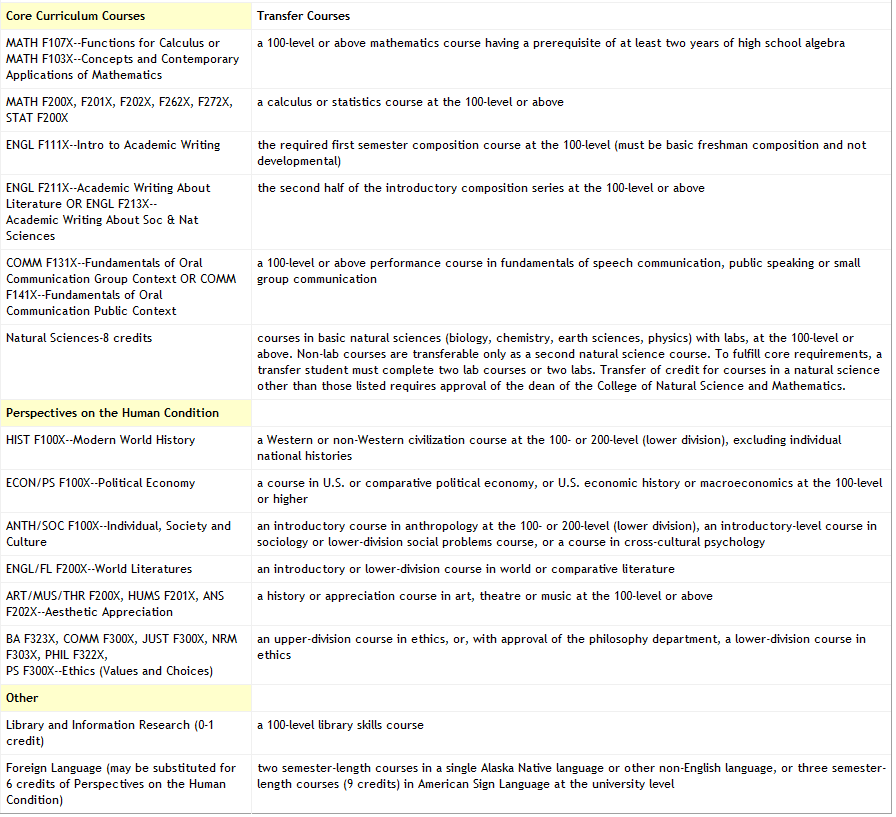 Core Curriculum Courses
Transfer Courses
MATH F107X--Functions for Calculus or
MATH F103X--Concepts and Contemporary
Applications of Mathematics
a 100-level or above mathematics course having a prerequisite of at least two years of high school algebra
MATH F200X, F201X, F202X, F262X, F272X,
STAT F200X
a calculus or statistics course at the 100-level or above
ENGL F111X--Intro to Academic Writing
the required first semester composition course at the 100-level (must be basic freshman composition and not
developmental)
ENGL F211X--Academic Writing About
Literature OR ENGL F213X--
Academic Writing About Soc & Nat
Sciences
the second half of the introductory composition series at the 100-level or above
COMM F131X--Fundamentals of Oral
Communication Group Context OR COMM
F141X--Fundamentals of Oral
Communication Public Context
a 100-level or above performance course in fundamentals of speech communication, public speaking or small
group communication
Natural Sciences-8 credits
courses in basic natural sciences (biology, chemistry, earth sciences, physics) with labs, at the 100-level or
above. Non-lab courses are transferable only as a second natural science course. To fulfill core requirements, a
transfer student must complete two lab courses or two labs. Transfer of credit for courses in a natural science
other than those listed requires approval of the dean of the College of Natural Science and Mathematics.
Perspectives on the Human Condition
HIST F100X--Modern World History
a Western or non-Western civilization course at the 100- or 200-level (lower division), excluding individual
national histories
ECON/PS F100X--Political Economy
a course in U.S. or comparative political economy, or U.S. economic history or macroeconomics at the 100-level
or higher
ANTH/SOC F100X--Individual, Society and
Culture
an introductory course in anthropology at the 100- or 200-level (lower division), an introductory-level course in
sociology or lower-division social problems course, or a course in cross-cultural psychology
ENGL/FL F200X--World Literatures
an introductory or lower-division course in world or comparative literature
ART/MUS/THR F200X, HUMS F201X, ANS
F202X--Aesthetic Appreciation
a history or appreciation course in art, theatre or music at the 100-level or above
BA F323X, COMM F300X, JUST F300X, NRM
F303X, PHIL F322X,
PS F300X--Ethics (Values and Choices)
an upper-division course in ethics, or, with approval of the philosophy department, a lower-division course in
ethics
Other
Library and Information Research (0-1
credit)
a 100-level library skills course
Foreign Language (may be substituted for
6 credits of Perspectives on the Human
Condition)
two semester-length courses in a single Alaska Native language or other non-English language, or three semester-
length courses (9 credits) in American Sign Language at the university level